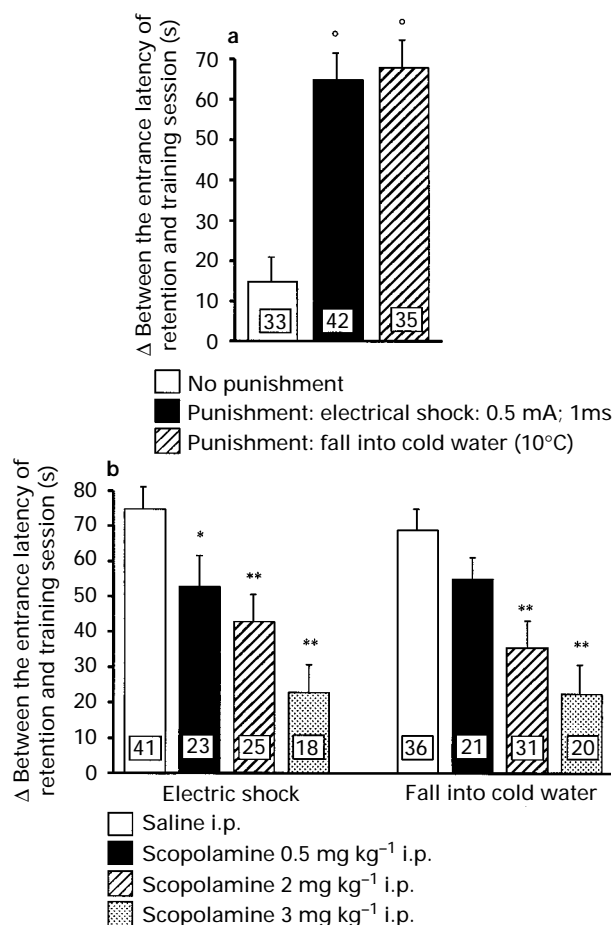 a
Δ Between the entrance latency of
retention and training session (s)
70
60
50
40
30
20
10
0
° °
33 42 35
No punishment
Punishment: electrical shock: 0.5 mA; 1ms
Punishment: fall into cold water (10°C)
b
Δ Between the entrance latency of
retention and training session (s)
80
70
60
50
40
30
20
10
0
* ** ** ** **
41 23 25 18 36 21 31 20
Electric shock Fall into cold water
Saline i.p.
Scopolamine 0.5 mg kg⁻¹ i.p.
Scopolamine 2 mg kg⁻¹ i.p.
Scopolamine 3 mg kg⁻¹ i.p.